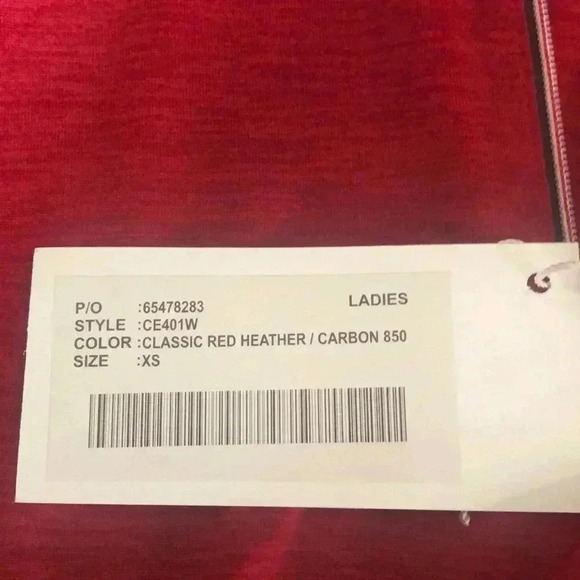 P/O :65478283 LADIES
STYLE :CE401W
COLOR :CLASSIC RED HEATHER / CARBON 850
SIZE :XS